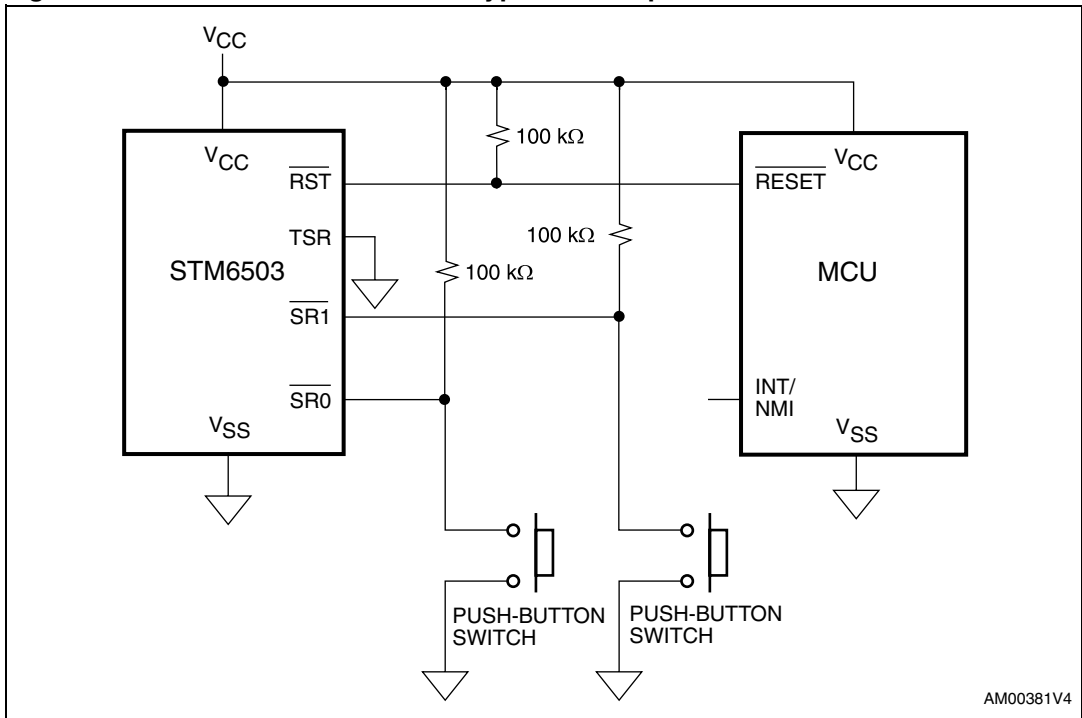 VCC
VCC
RST
TSR
STM6503
SR1
SR0
VSS
100 kΩ
100 kΩ
100 kΩ
VCC
RESET
MCU
INT/
NMI
VSS
PUSH-BUTTON
SWITCH
PUSH-BUTTON
SWITCH
AM00381V4